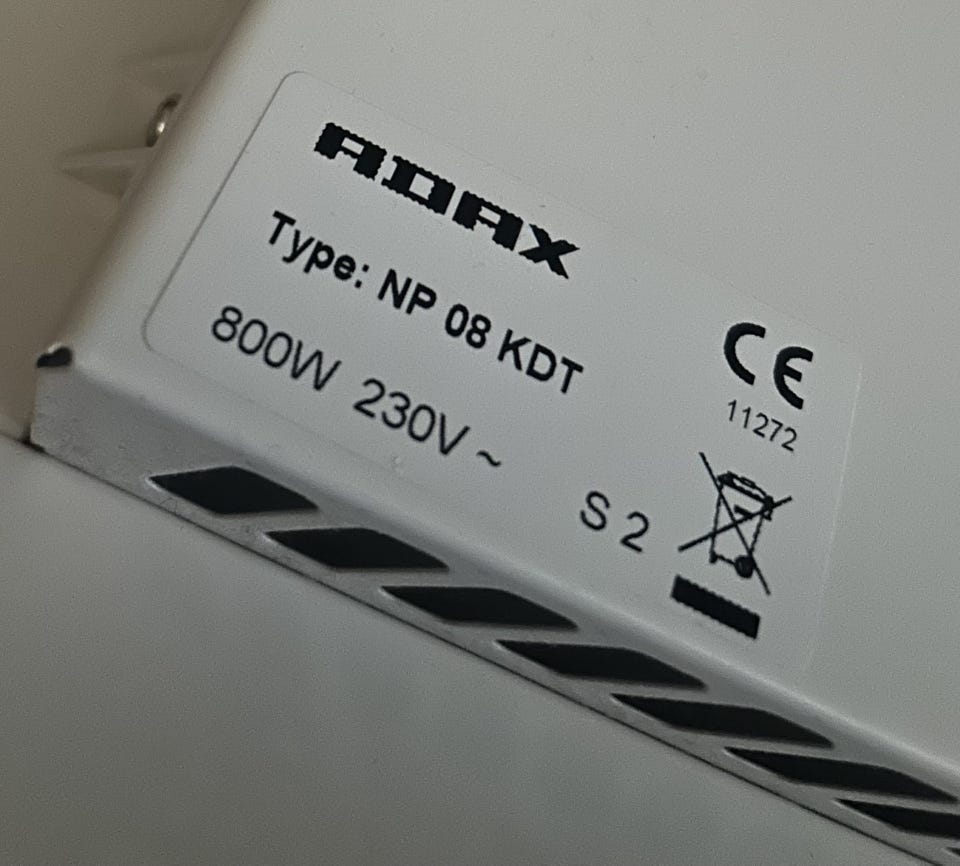 ADAX
Type: NP 08 KDT
800W 230V ~
CE
11272
S 2